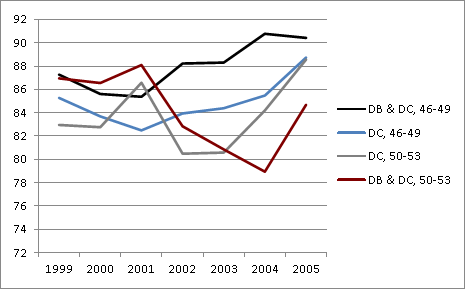 92
90
88
86
84
82
80
78
76
74
72
1999 2000 2001 2002 2003 2004 2005
DB & DC, 46-49
DC, 46-49
DC, 50-53
DB & DC, 50-53